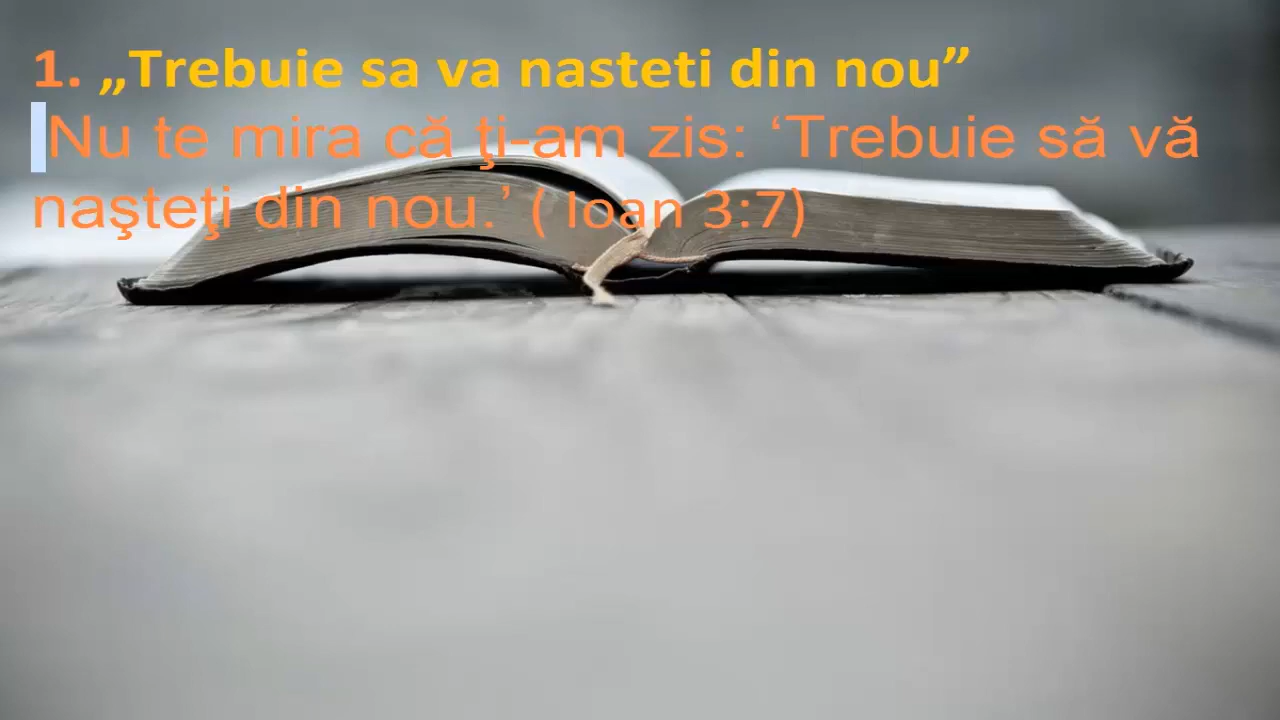 1. „Trebuie sa va nasteti din nou”
Nu te mira că ţi-am zis: ‘Trebuie să vă
naşteţi din nou.’ ( Ioan 3:7)